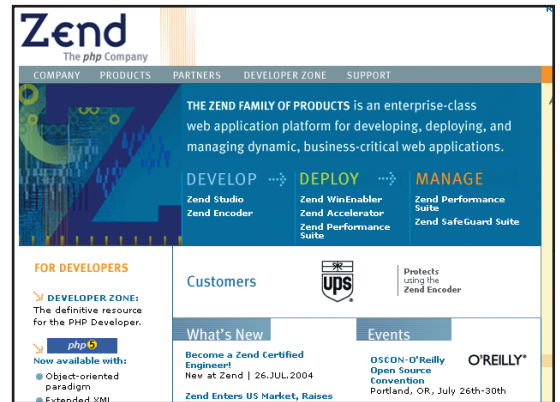 Zend
The php Company
COMPANY PRODUCTS PARTNERS DEVELOPER ZONE SUPPORT
THE ZEND FAMILY OF PRODUCTS is an enterprise-class
web application platform for developing, deploying, and
managing dynamic, business-critical web applications.
DEVELOP DEPLOY MANAGE
Zend Studio
Zend Encoder
Zend WinEnabler
Zend Accelerator
Zend Performance
Suite
Zend Performance
Suite
Zend SafeGuard Suite
FOR DEVELOPERS
DEVELOPER ZONE:
The definitive resource
for the PHP Developer.
php 5
Now available with:
Object-oriented
paradigm
Extended XML
Customers
ups
Protects
using the
Zend Encoder
What's New
Become a Zend Certified
Engineer!
New at Zend | 26.JUL.2004
Zend Enters US Market, Raises
Events
OSCON-O'Reilly
Open Source
Convention
O'REILLY*
Portland, OR, July 26th-30th